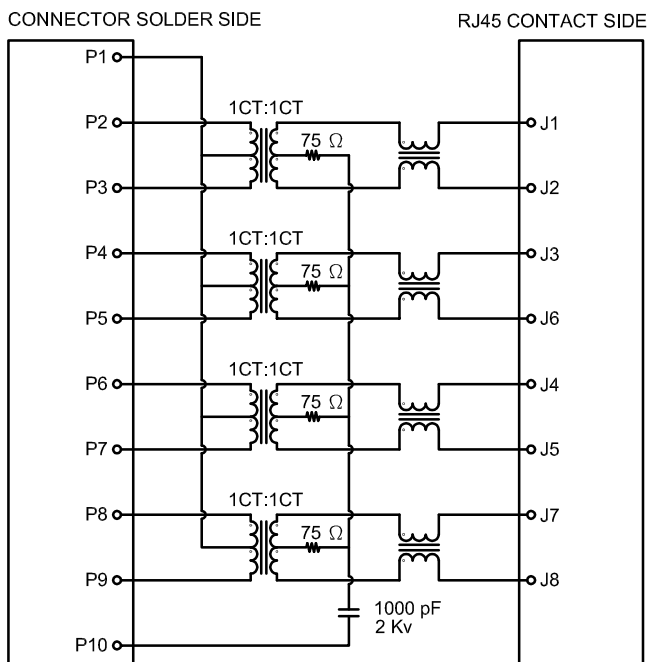 CONNECTOR SOLDER SIDE
RJ45 CONTACT SIDE
P1
1CT:1CT
P2
75 Ω
J1
P3
J2
1CT:1CT
P4
75 Ω
J3
P5
J6
1CT:1CT
P6
75 Ω
J4
P7
J5
1CT:1CT
P8
75 Ω
J7
P9
J8
1000 pF
2 Kv
P10